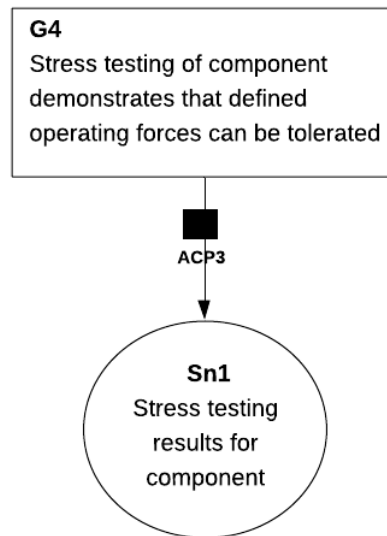 G4
Stress testing of component
demonstrates that defined
operating forces can be tolerated
ACP3
Sn1
Stress testing
results for
component